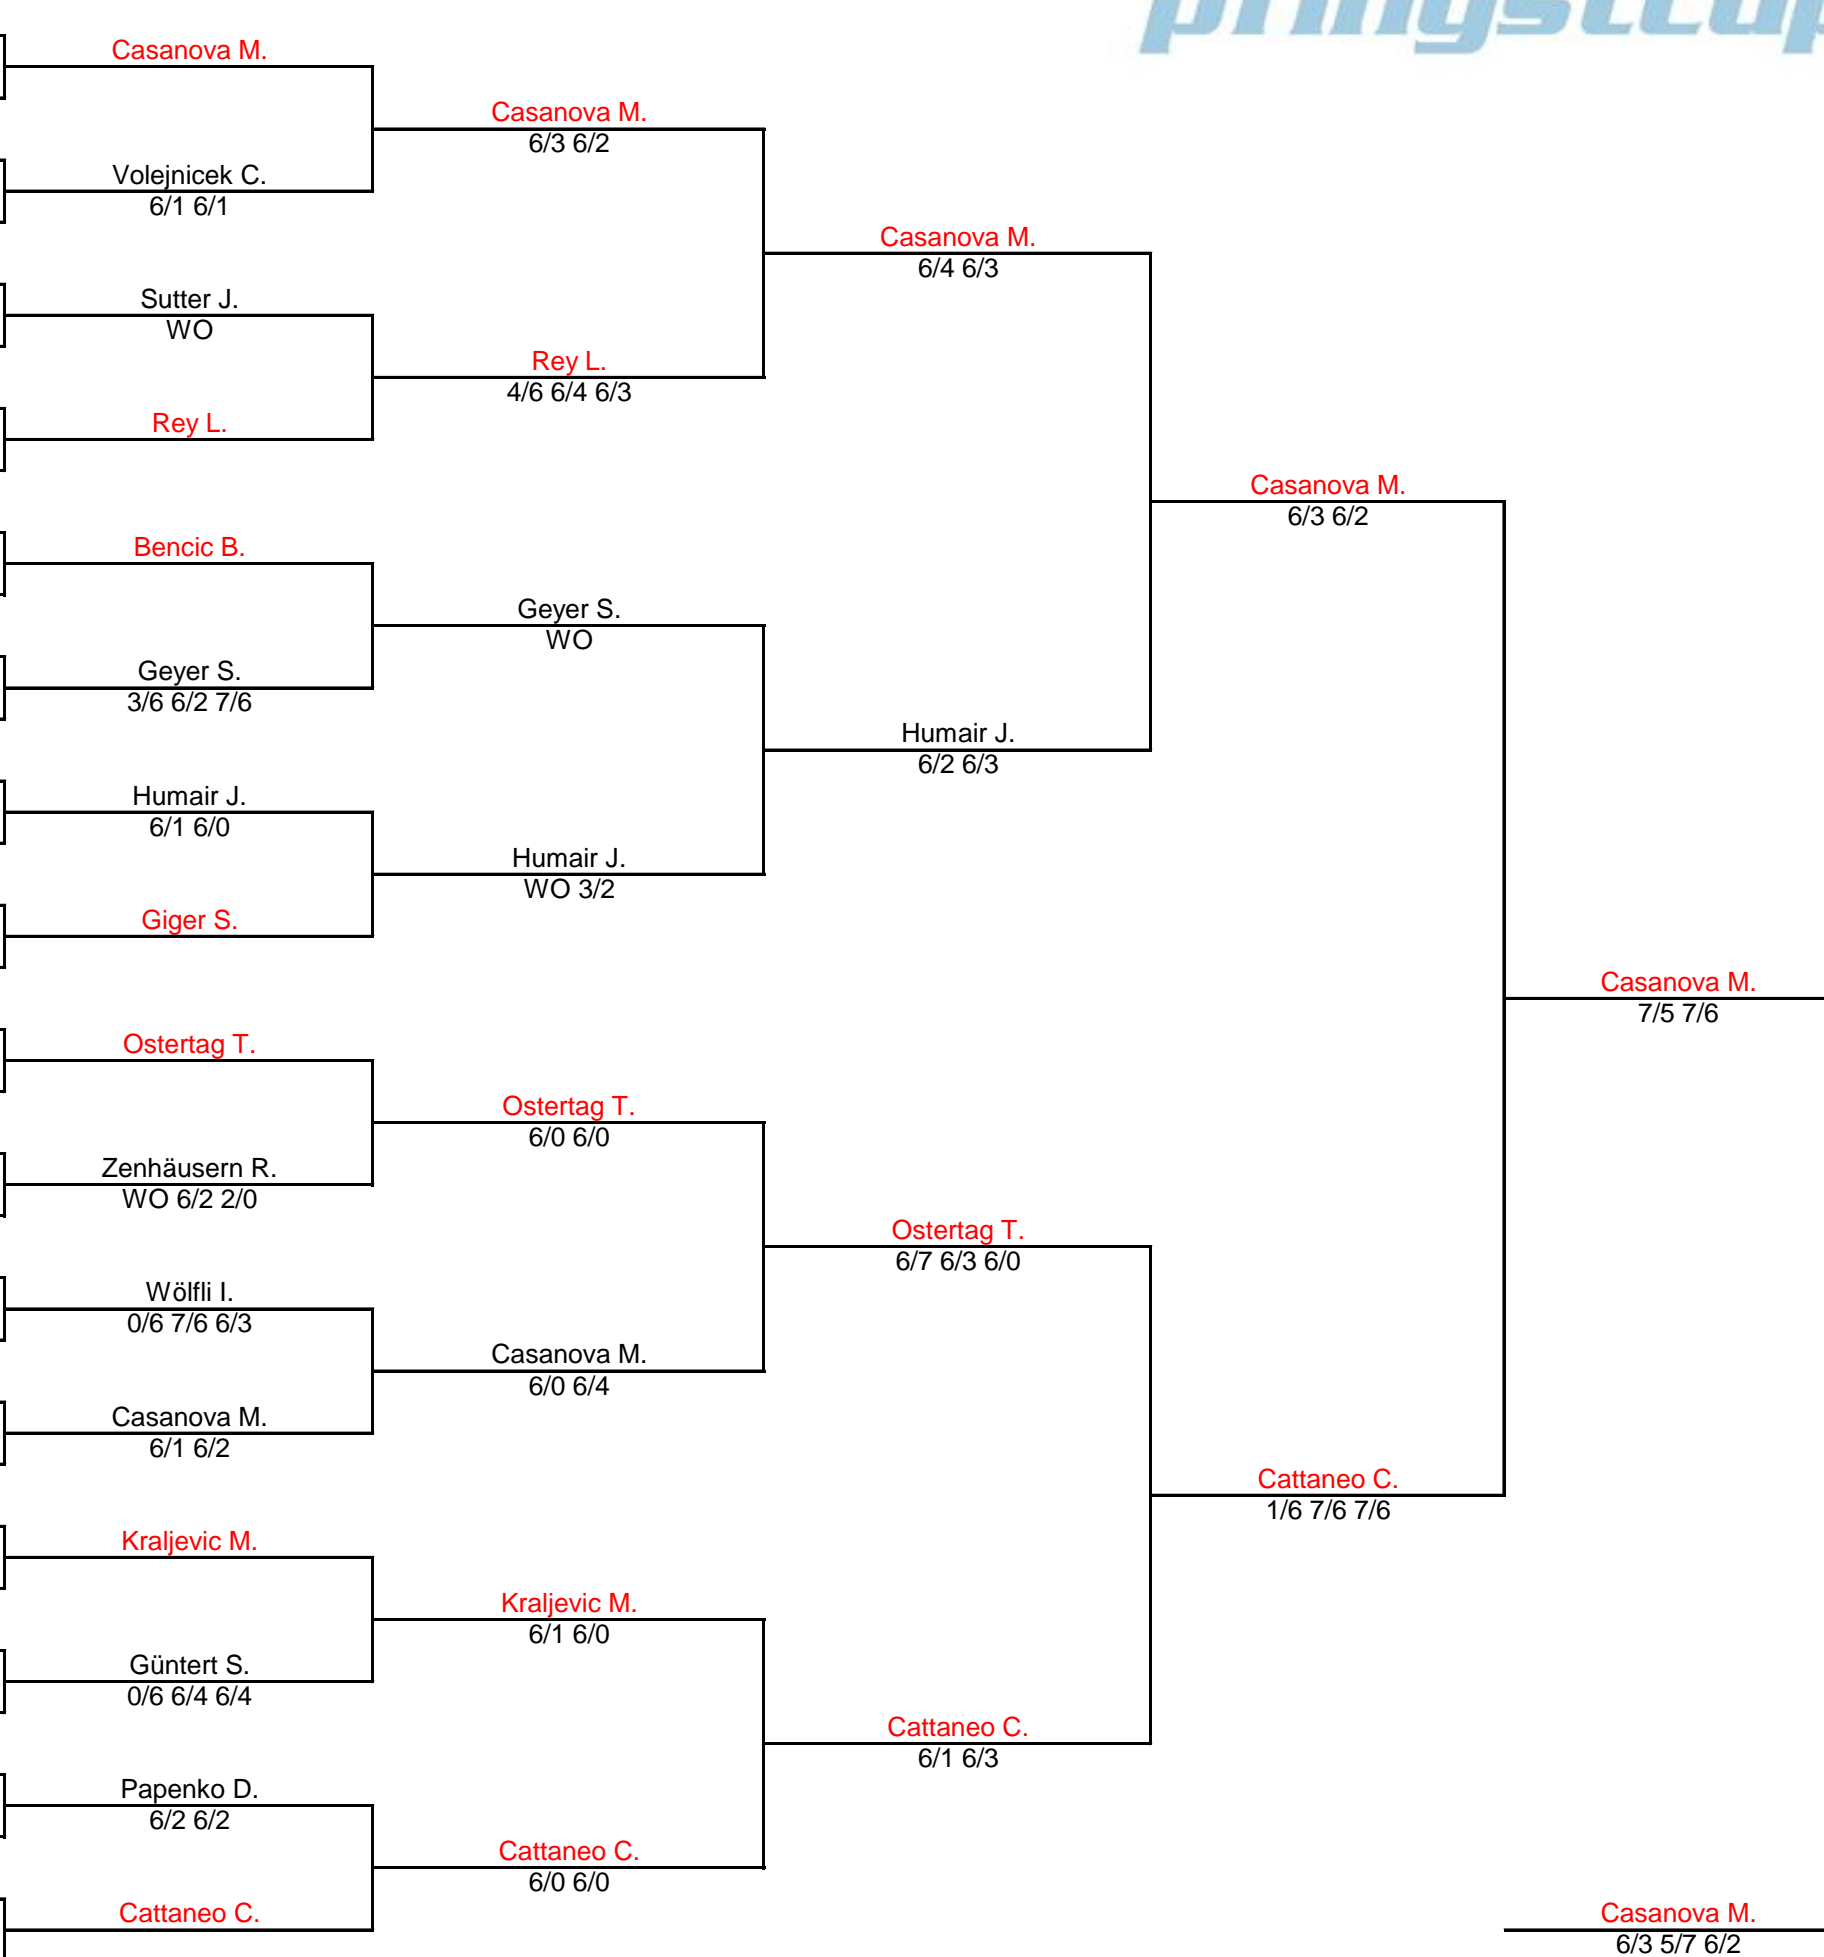 Casanova M.
Casanova M.
6/3 6/2
Volejnicek C.
6/1 6/1
Casanova M.
6/4 6/3
Sutter J.
WO
Rey L.
4/6 6/4 6/3
Rey L.
Casanova M.
6/3 6/2
Bencic B.
Geyer S.
WO
Geyer S.
3/6 6/2 7/6
Humair J.
6/2 6/3
Humair J.
6/1 6/0
Humair J.
WO 3/2
Giger S.
Casanova M.
7/5 7/6
Ostertag T.
Ostertag T.
6/0 6/0
Zenhäusern R.
WO 6/2 2/0
Ostertag T.
6/7 6/3 6/0
Wölfli I.
0/6 7/6 6/3
Casanova M.
6/0 6/4
Casanova M.
6/1 6/2
Cattaneo C.
1/6 7/6 7/6
Kraljevic M.
Kraljevic M.
6/1 6/0
Güntert S.
0/6 6/4 6/4
Cattaneo C.
6/1 6/3
Papenko D.
6/2 6/2
Cattaneo C.
6/0 6/0
Cattaneo C.
Casanova M.
6/3 5/7 6/2